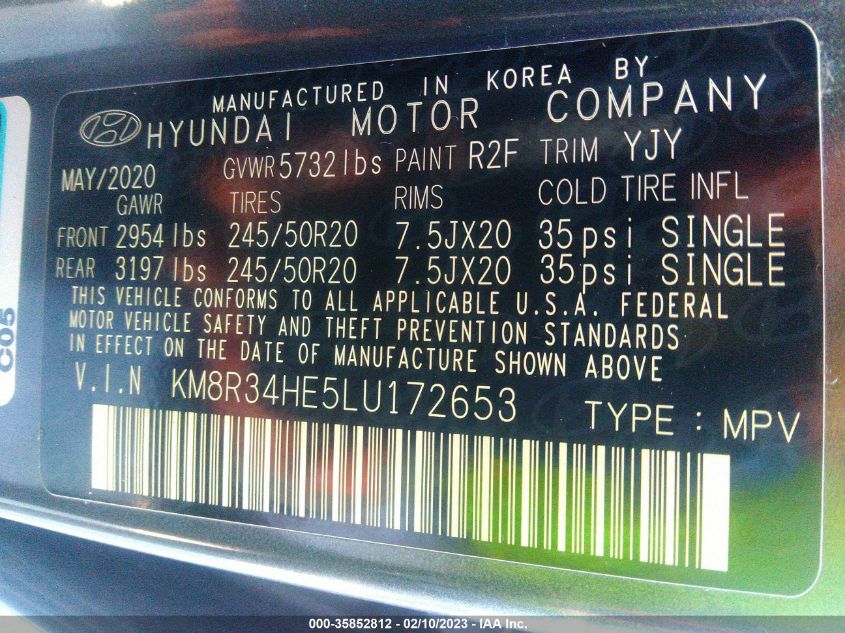 MANUFACTURED IN KOREA BY
HYUNDAI MOTOR COMPANY
MAY/2020 GVWR 5732 lbs PAINT R2F TRIM YJY
GAWR TIRES RIMS COLD TIRE INFL
FRONT 2954 lbs 245/50R20 7.5JX20 35psi SINGLE
REAR 3197 lbs 245/50R20 7.5JX20 35psi SINGLE
THIS VEHICLE CONFORMS TO ALL APPLICABLE U.S.A. FEDERAL
MOTOR VEHICLE SAFETY AND THEFT PREVENTION STANDARDS
IN EFFECT ON THE DATE OF MANUFACTURE SHOWN ABOVE
V.I.N KM8R34HE5LU172653 TYPE : MPV
C05
000-35852812 - 02/10/2023 - IAA Inc.